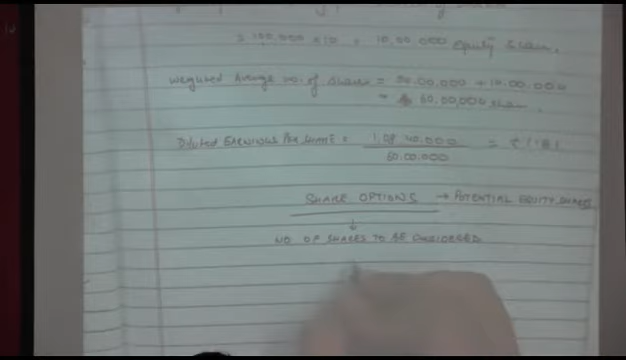 = 10,00,000 equity shares.
Weighted Average no. of shares = 50,00,000 + 10,00,000
= 60,00,000 shares.
Diluted EARNINGS Per SHARE = 1,08,40,000 / 60,00,000 = ₹ 1.81
SHARE OPTIONS → POTENTIAL EQUITY SHARES
↓
NO OF SHARES TO BE CONSIDERED